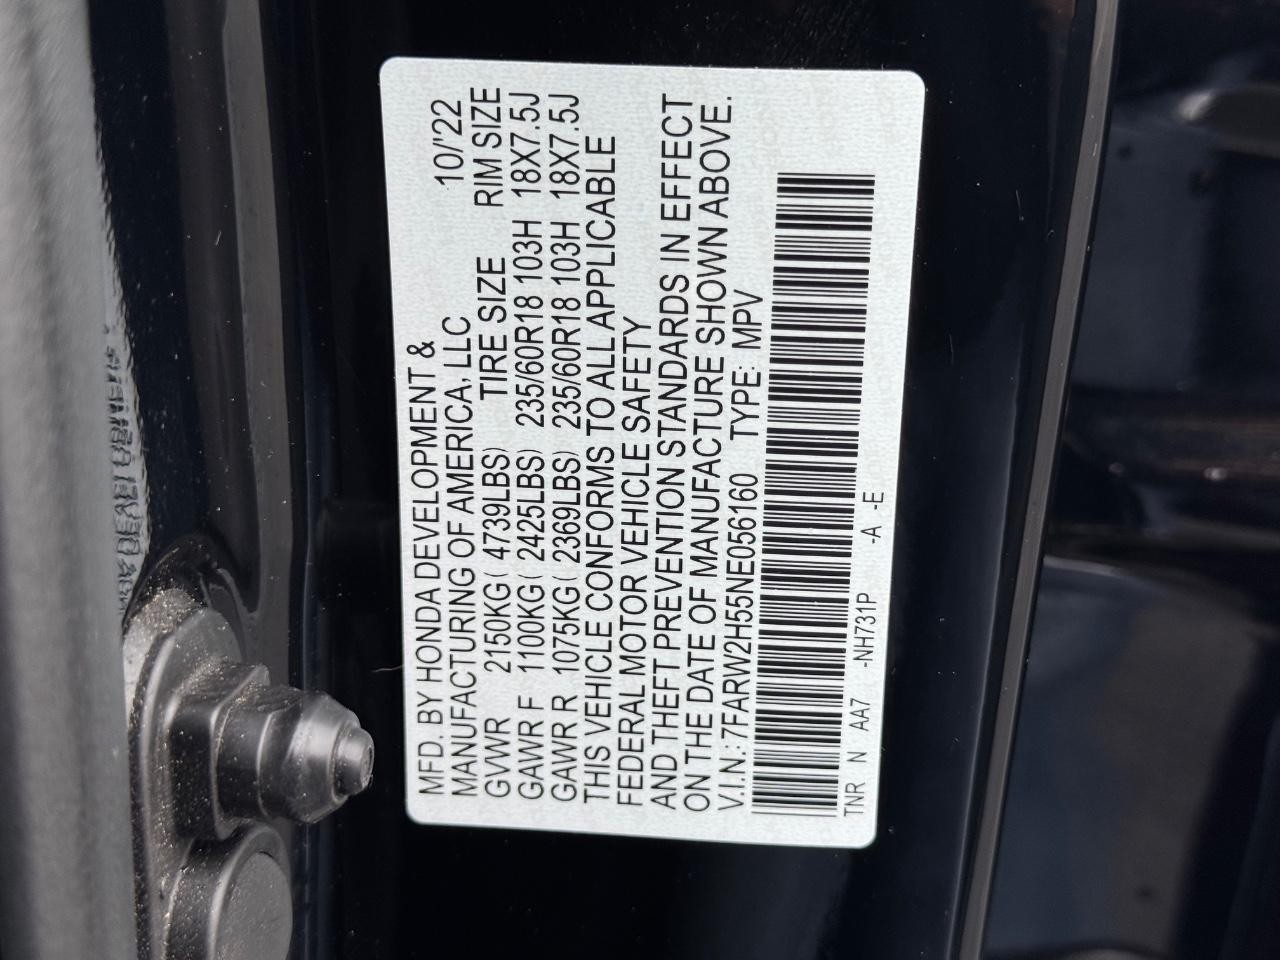 MFD. BY HONDA DEVELOPMENT &
MANUFACTURING OF AMERICA, LLC 10/'22
GVWR 2150KG ( 4739LBS) TIRE SIZE RIM SIZE
GAWR F 1100KG ( 2425LBS) 235/60R18 103H 18X7.5J
GAWR R 1075KG ( 2369LBS) 235/60R18 103H 18X7.5J
THIS VEHICLE CONFORMS TO ALL APPLICABLE
FEDERAL MOTOR VEHICLE SAFETY
AND THEFT PREVENTION STANDARDS IN EFFECT
ON THE DATE OF MANUFACTURE SHOWN ABOVE.
V.I.N.: 7FARW2H55NE056160 TYPE: MPV
TNR N AA7 -NH731P -A -E